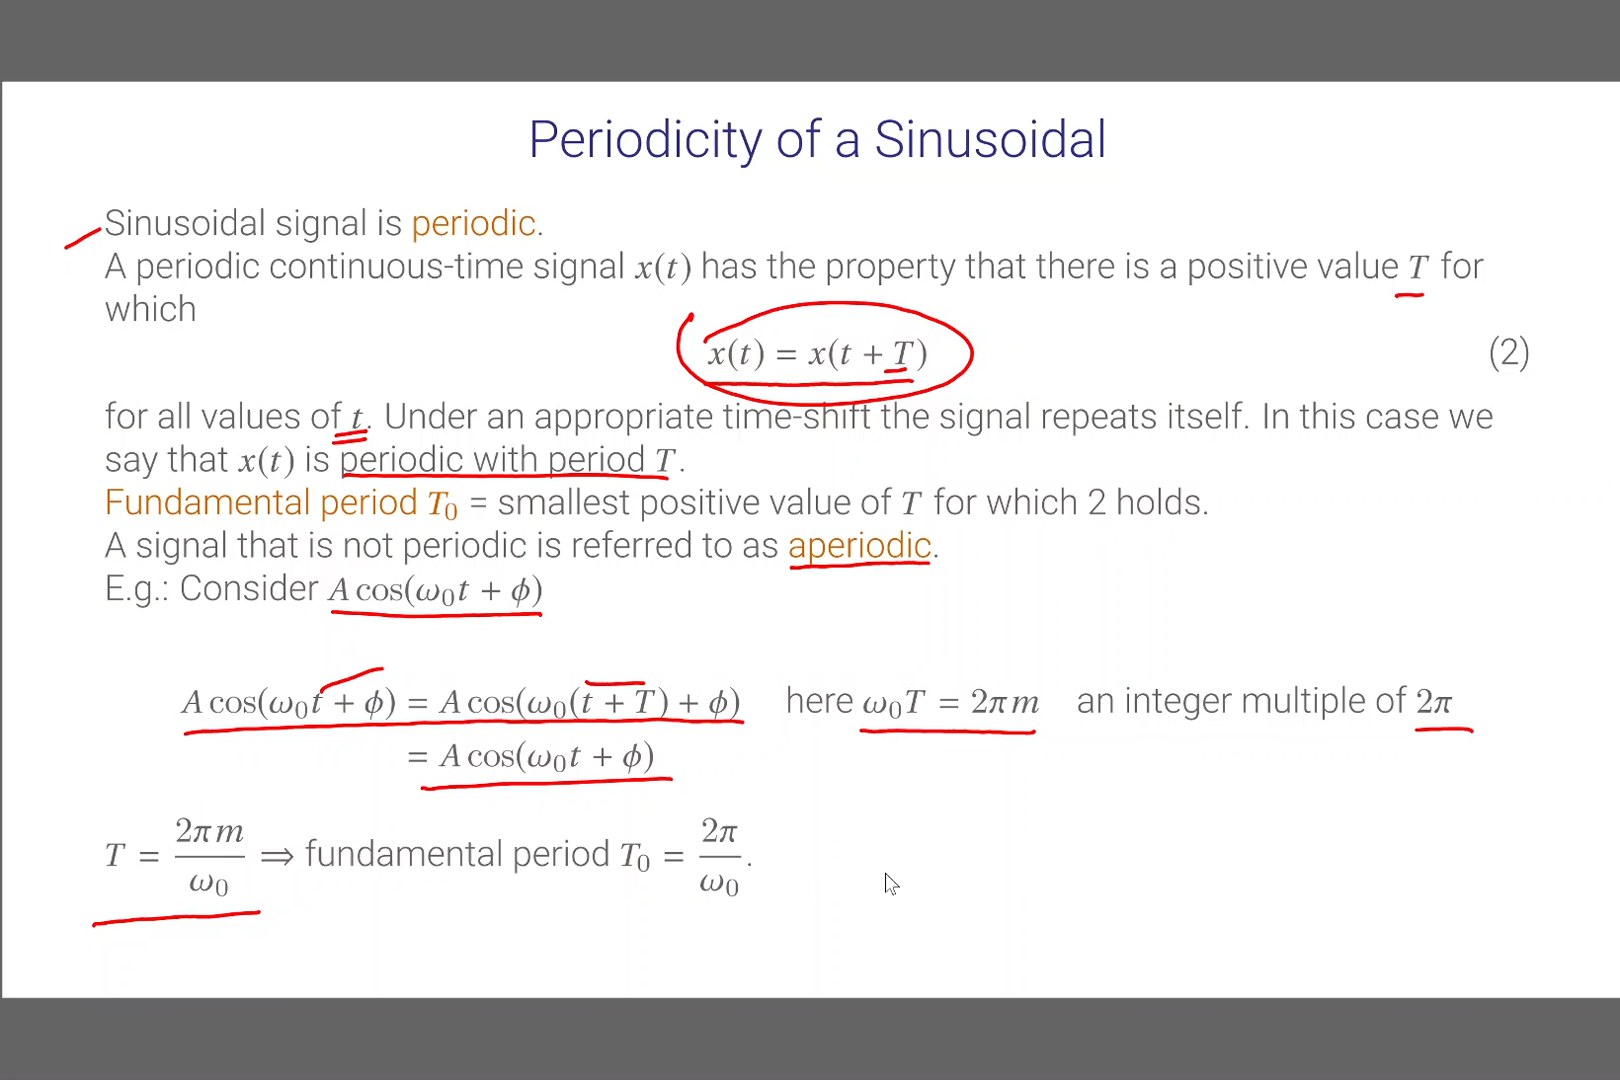 Periodicity of a Sinusoidal
Sinusoidal signal is periodic.
A periodic continuous-time signal x(t) has the property that there is a positive value T for
which
x(t) = x(t + T) (2)
for all values of t. Under an appropriate time-shift the signal repeats itself. In this case we
say that x(t) is periodic with period T.
Fundamental period T₀ = smallest positive value of T for which 2 holds.
A signal that is not periodic is referred to as aperiodic.
E.g.: Consider A cos(ω₀t + ϕ)
A cos(ω₀t + ϕ) = A cos(ω₀(t + T) + ϕ) here ω₀T = 2πm an integer multiple of 2π
= A cos(ω₀t + ϕ)
T = 2πm/ω₀ ⇒ fundamental period T₀ = 2π/ω₀.